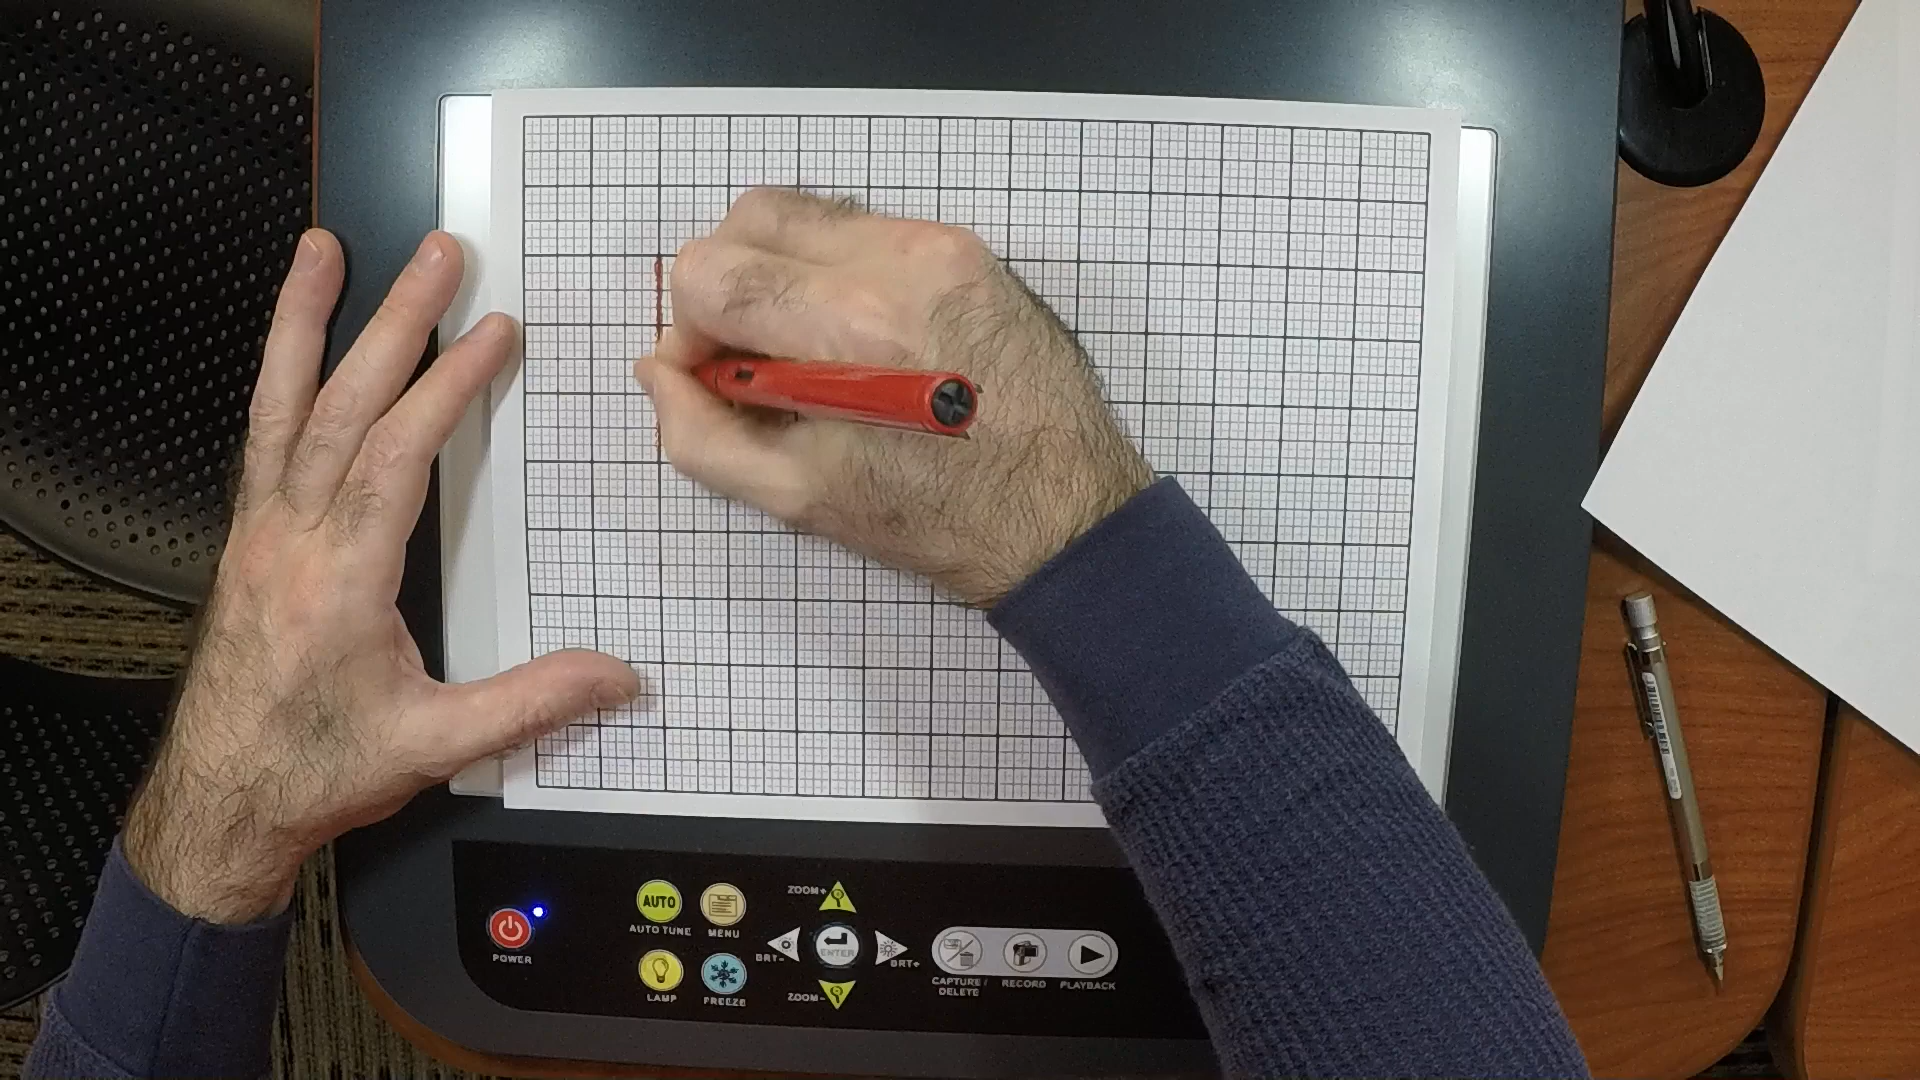 ZOOM+
AUTO
AUTO TUNE
MENU
BRT-
ENTER
BRT+
POWER
LAMP
FREEZE
ZOOM-
CAPTURE /
DELETE
RECORD
PLAYBACK